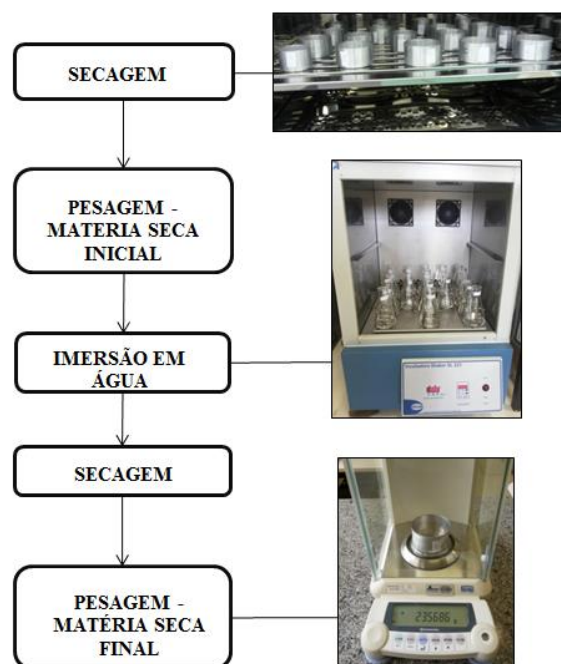 SECAGEM
PESAGEM -
MATERIA SECA
INICIAL
IMERSÃO EM
ÁGUA
SECAGEM
PESAGEM -
MATÉRIA SECA
FINAL